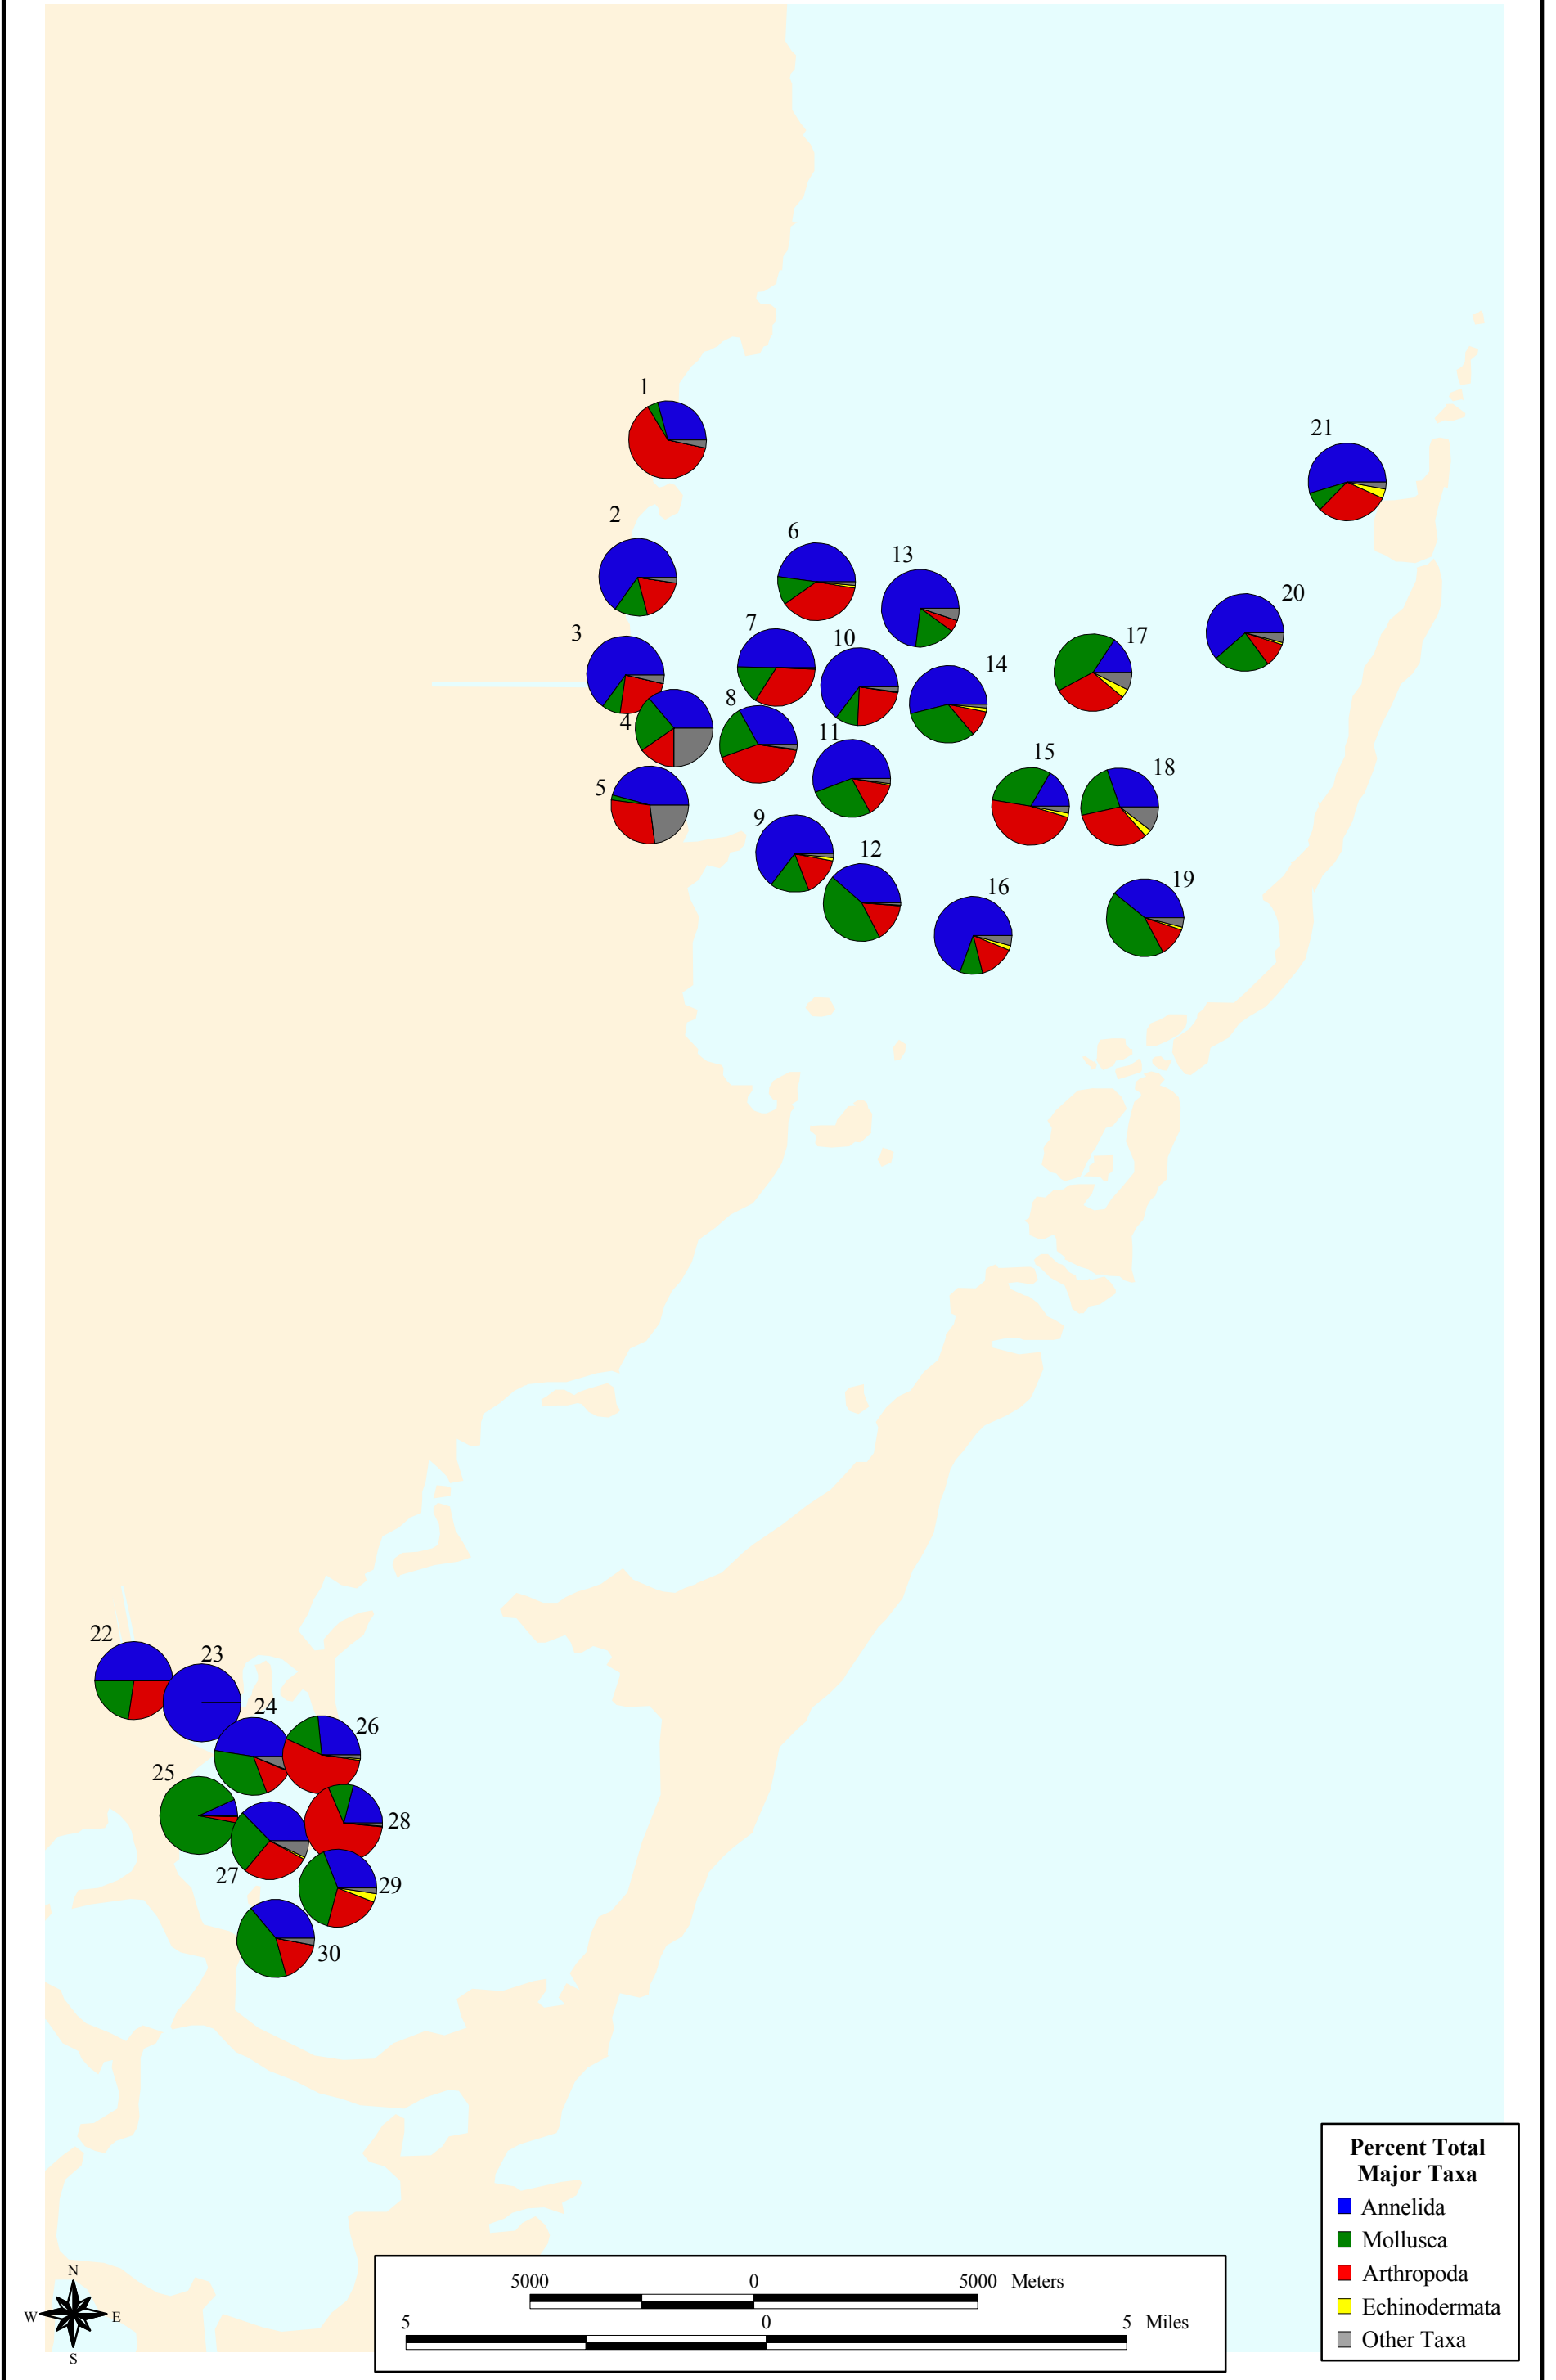 1
21
2
6
13
20
3
7
10
17
14
8
4
11
15
18
5
9
12
16
19
22
23
24
26
25
28
27
29
30
Percent Total
Major Taxa
Annelida
Mollusca
Arthropoda
Echinodermata
Other Taxa
N
W E
S
5000 0 5000 Meters
5 0 5 Miles